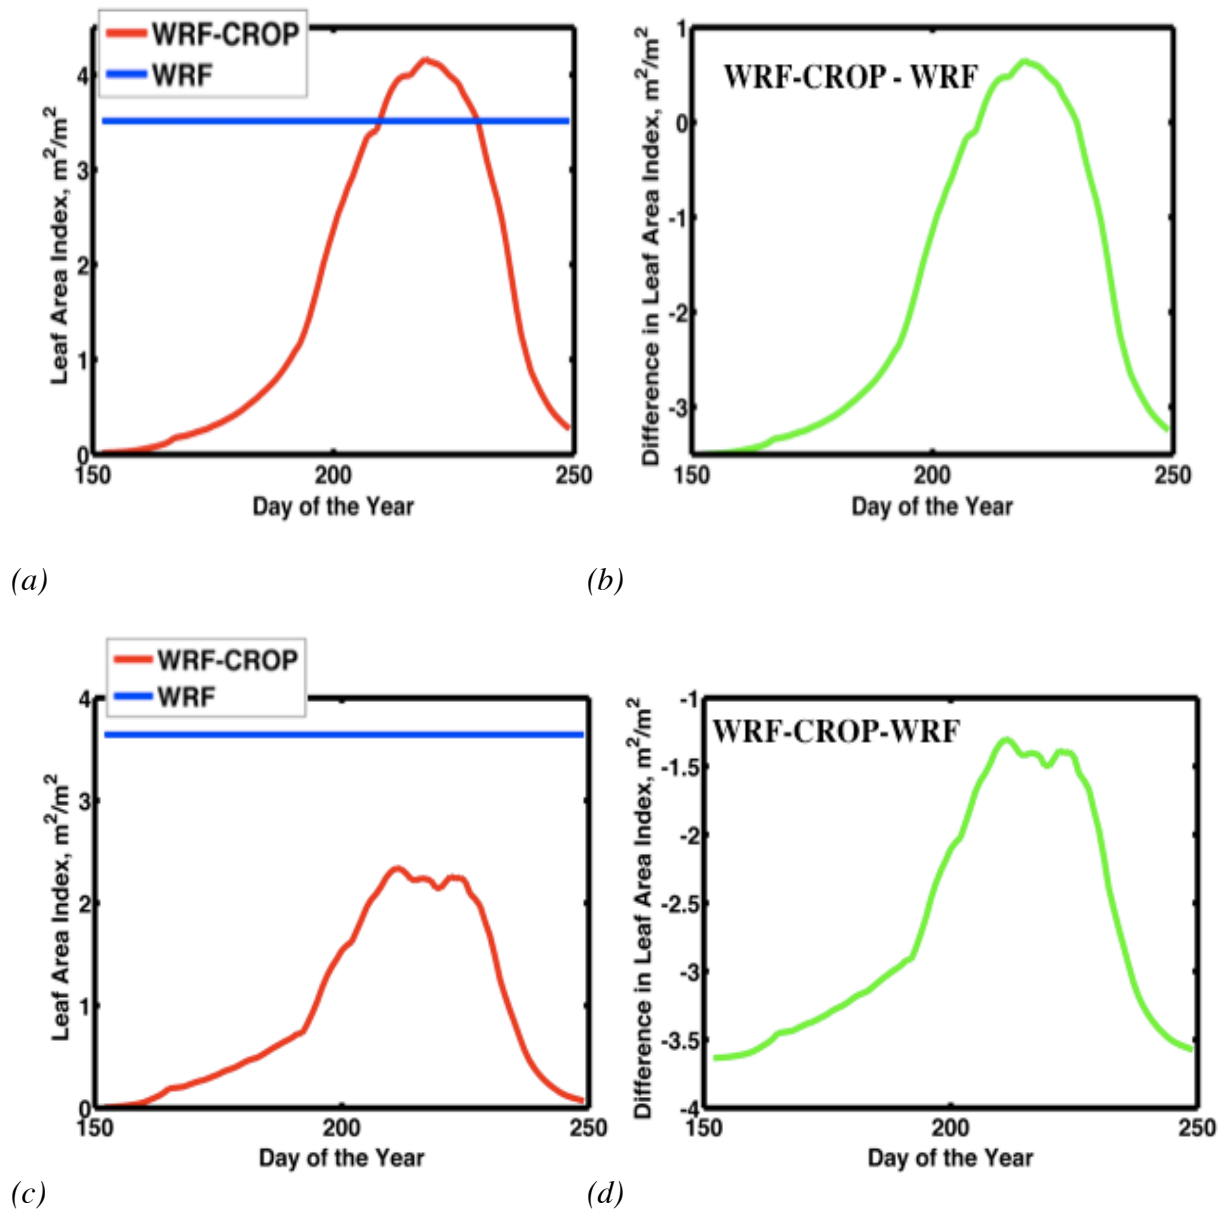 WRF-CROP
WRF
Leaf Area Index, m²/m²
4
3
2
1
0
150
200
250
Day of the Year
(a)
WRF-CROP - WRF
Difference in Leaf Area Index, m²/m²
1
0
-1
-2
-3
150
200
250
Day of the Year
(b)
WRF-CROP
WRF
Leaf Area Index, m²/m²
4
3
2
1
0
150
200
250
Day of the Year
(c)
WRF-CROP-WRF
Difference in Leaf Area Index, m²/m²
-1
-1.5
-2
-2.5
-3
-3.5
-4
150
200
250
Day of the Year
(d)